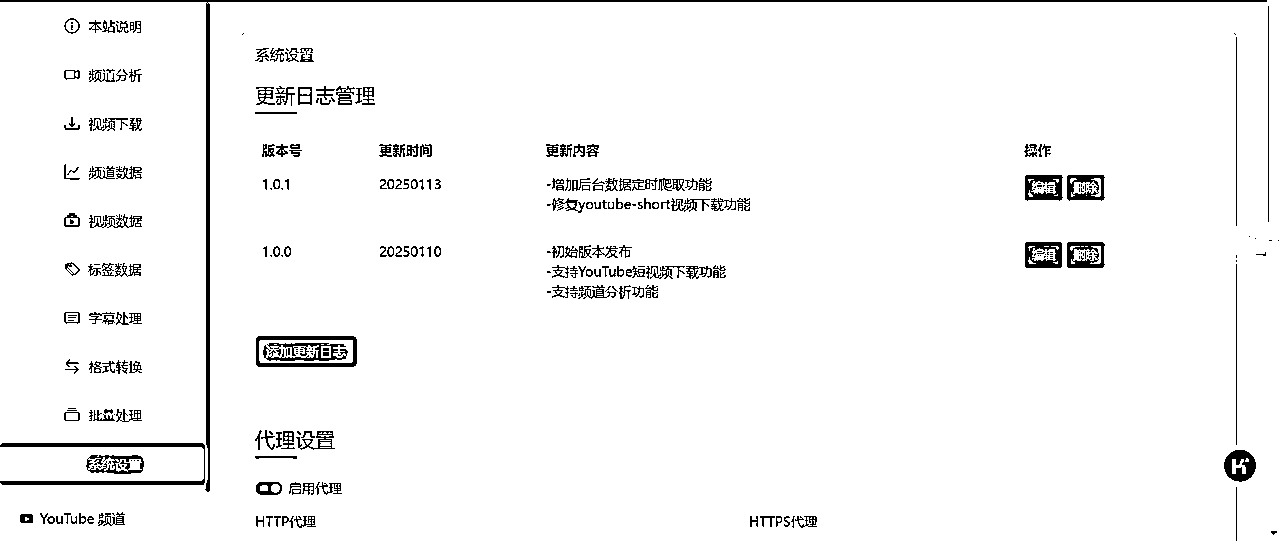 本站说明
频道分析
视频下载
频道数据
视频数据
标签数据
字幕处理
格式转换
批量处理
系统设置
YouTube 频道
系统设置
更新日志管理
版本号 更新时间 更新内容 操作
1.0.1 20250113 -增加后台数据定时爬取功能 编辑 删除
-修复youtube-short视频下载功能
1.0.0 20250110 -初始版本发布 编辑 删除
-支持YouTube短视频下载功能
-支持频道分析功能
添加更新日志
代理设置
启用代理
HTTP代理 HTTPS代理